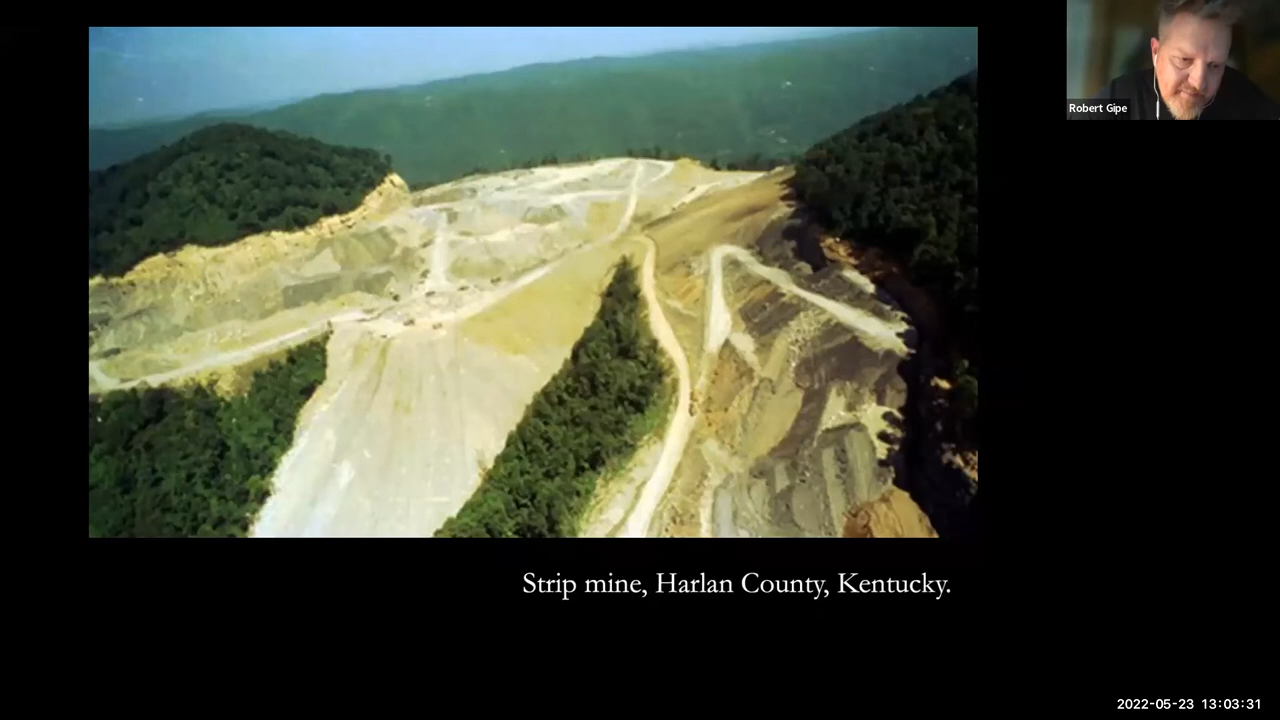 Robert Gipe
Strip mine, Harlan County, Kentucky.
2022-05-23 13:03:31